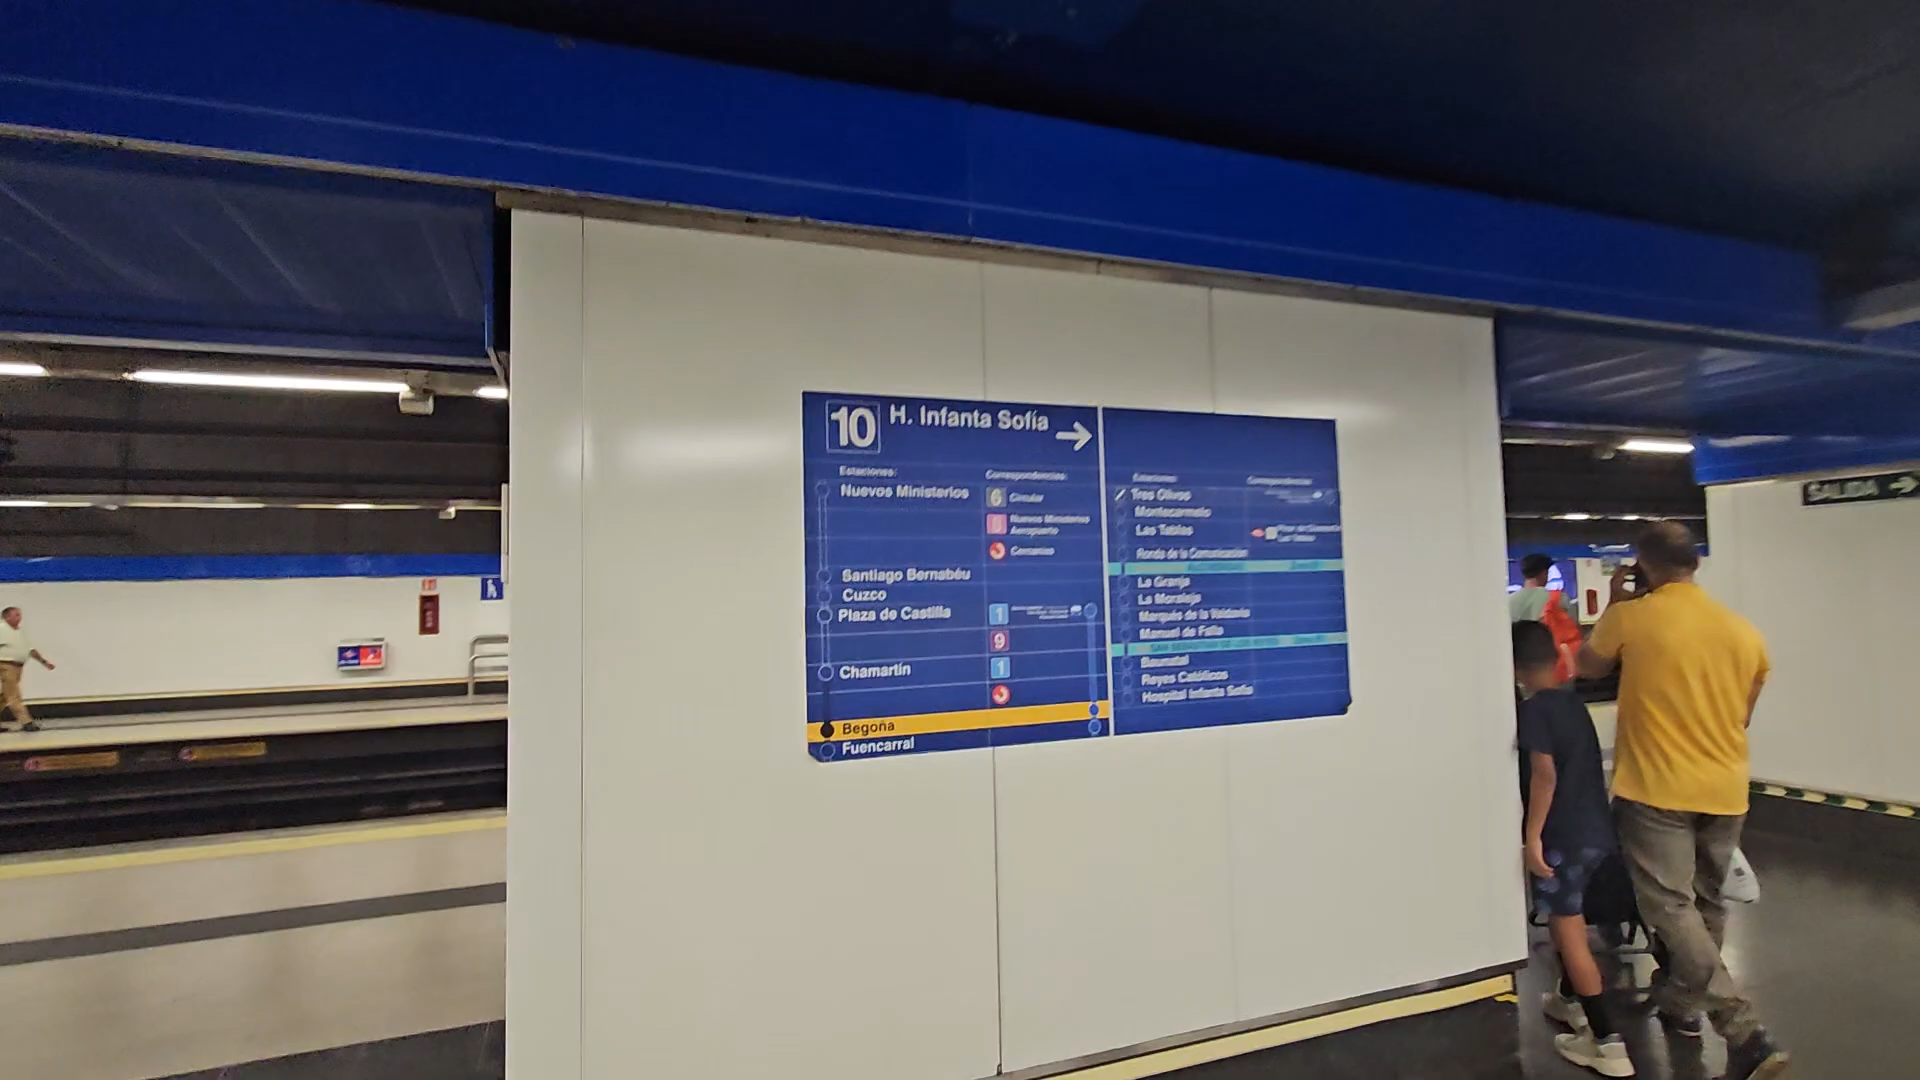 10 H. Infanta Sofía
Estaciones:
Correspondencias:
Nuevos Ministerios
6 Circular
8 Nuevos Ministerios
Aeropuerto
Cercanías
Santiago Bernabéu
Cuzco
Plaza de Castilla
1
9
Chamartín
1
Begoña
Fuencarral
Estaciones:
Correspondencias:
Tres Olivos
Montecarmelo
Las Tablas
Ronda de la Comunicación
La Granja
La Moraleja
Marqués de la Valdavia
Manuel de Falla
Baunatal
Reyes Católicos
Hospital Infanta Sofía
SALIDA